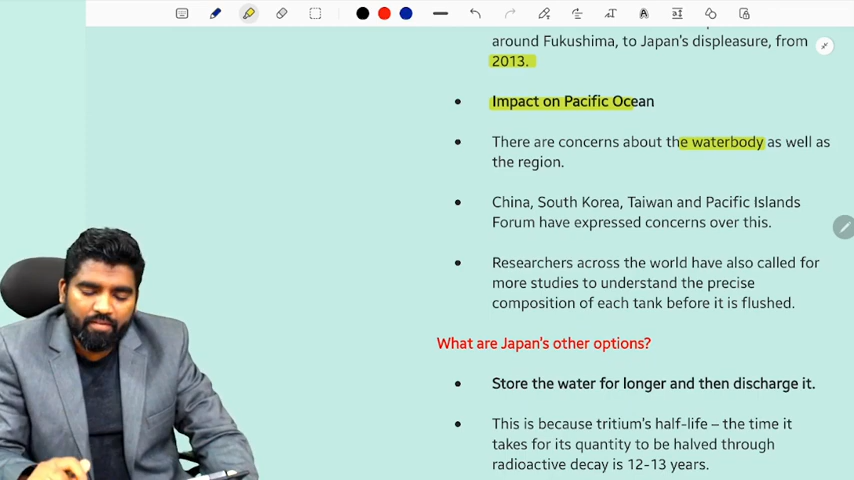 around Fukushima, to Japan's displeasure, from
2013.
• Impact on Pacific Ocean
• There are concerns about the waterbody as well as
the region.
• China, South Korea, Taiwan and Pacific Islands
Forum have expressed concerns over this.
• Researchers across the world have also called for
more studies to understand the precise
composition of each tank before it is flushed.
What are Japan's other options?
• Store the water for longer and then discharge it.
• This is because tritium's half-life – the time it
takes for its quantity to be halved through
radioactive decay is 12-13 years.